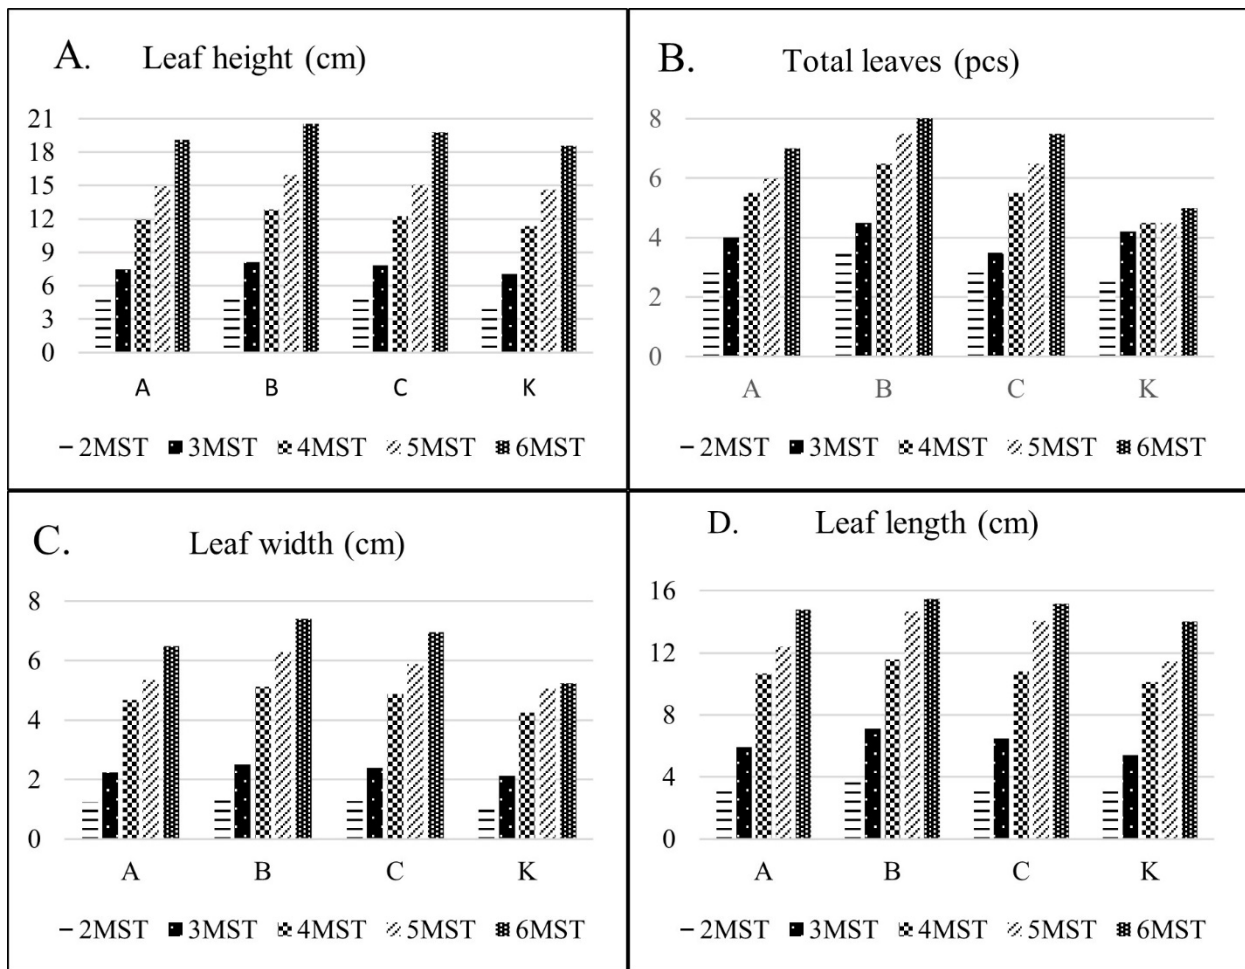 A. Leaf height (cm)
21
18
15
12
9
6
3
0
A B C K
2MST 3MST 4MST 5MST 6MST
B. Total leaves (pcs)
8
6
4
2
0
A B C K
2MST 3MST 4MST 5MST 6MST
C. Leaf width (cm)
8
6
4
2
0
A B C K
2MST 3MST 4MST 5MST 6MST
D. Leaf length (cm)
16
12
8
4
0
A B C K
2MST 3MST 4MST 5MST 6MST